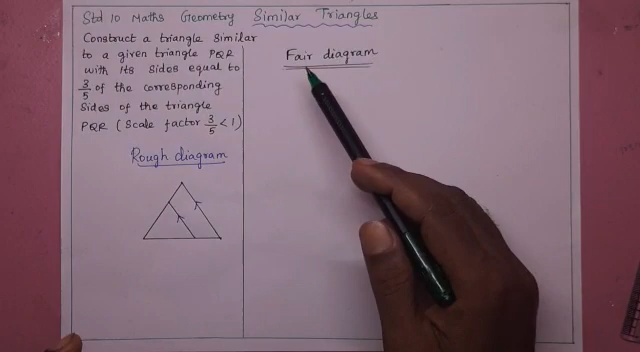 Std 10 Maths Geometry Similar Triangles
Construct a triangle similar
to a given triangle PQR
with its sides equal to
3/5 of the corresponding
sides of the triangle
PQR (Scale factor 3/5 < 1)
Rough diagram
Fair diagram